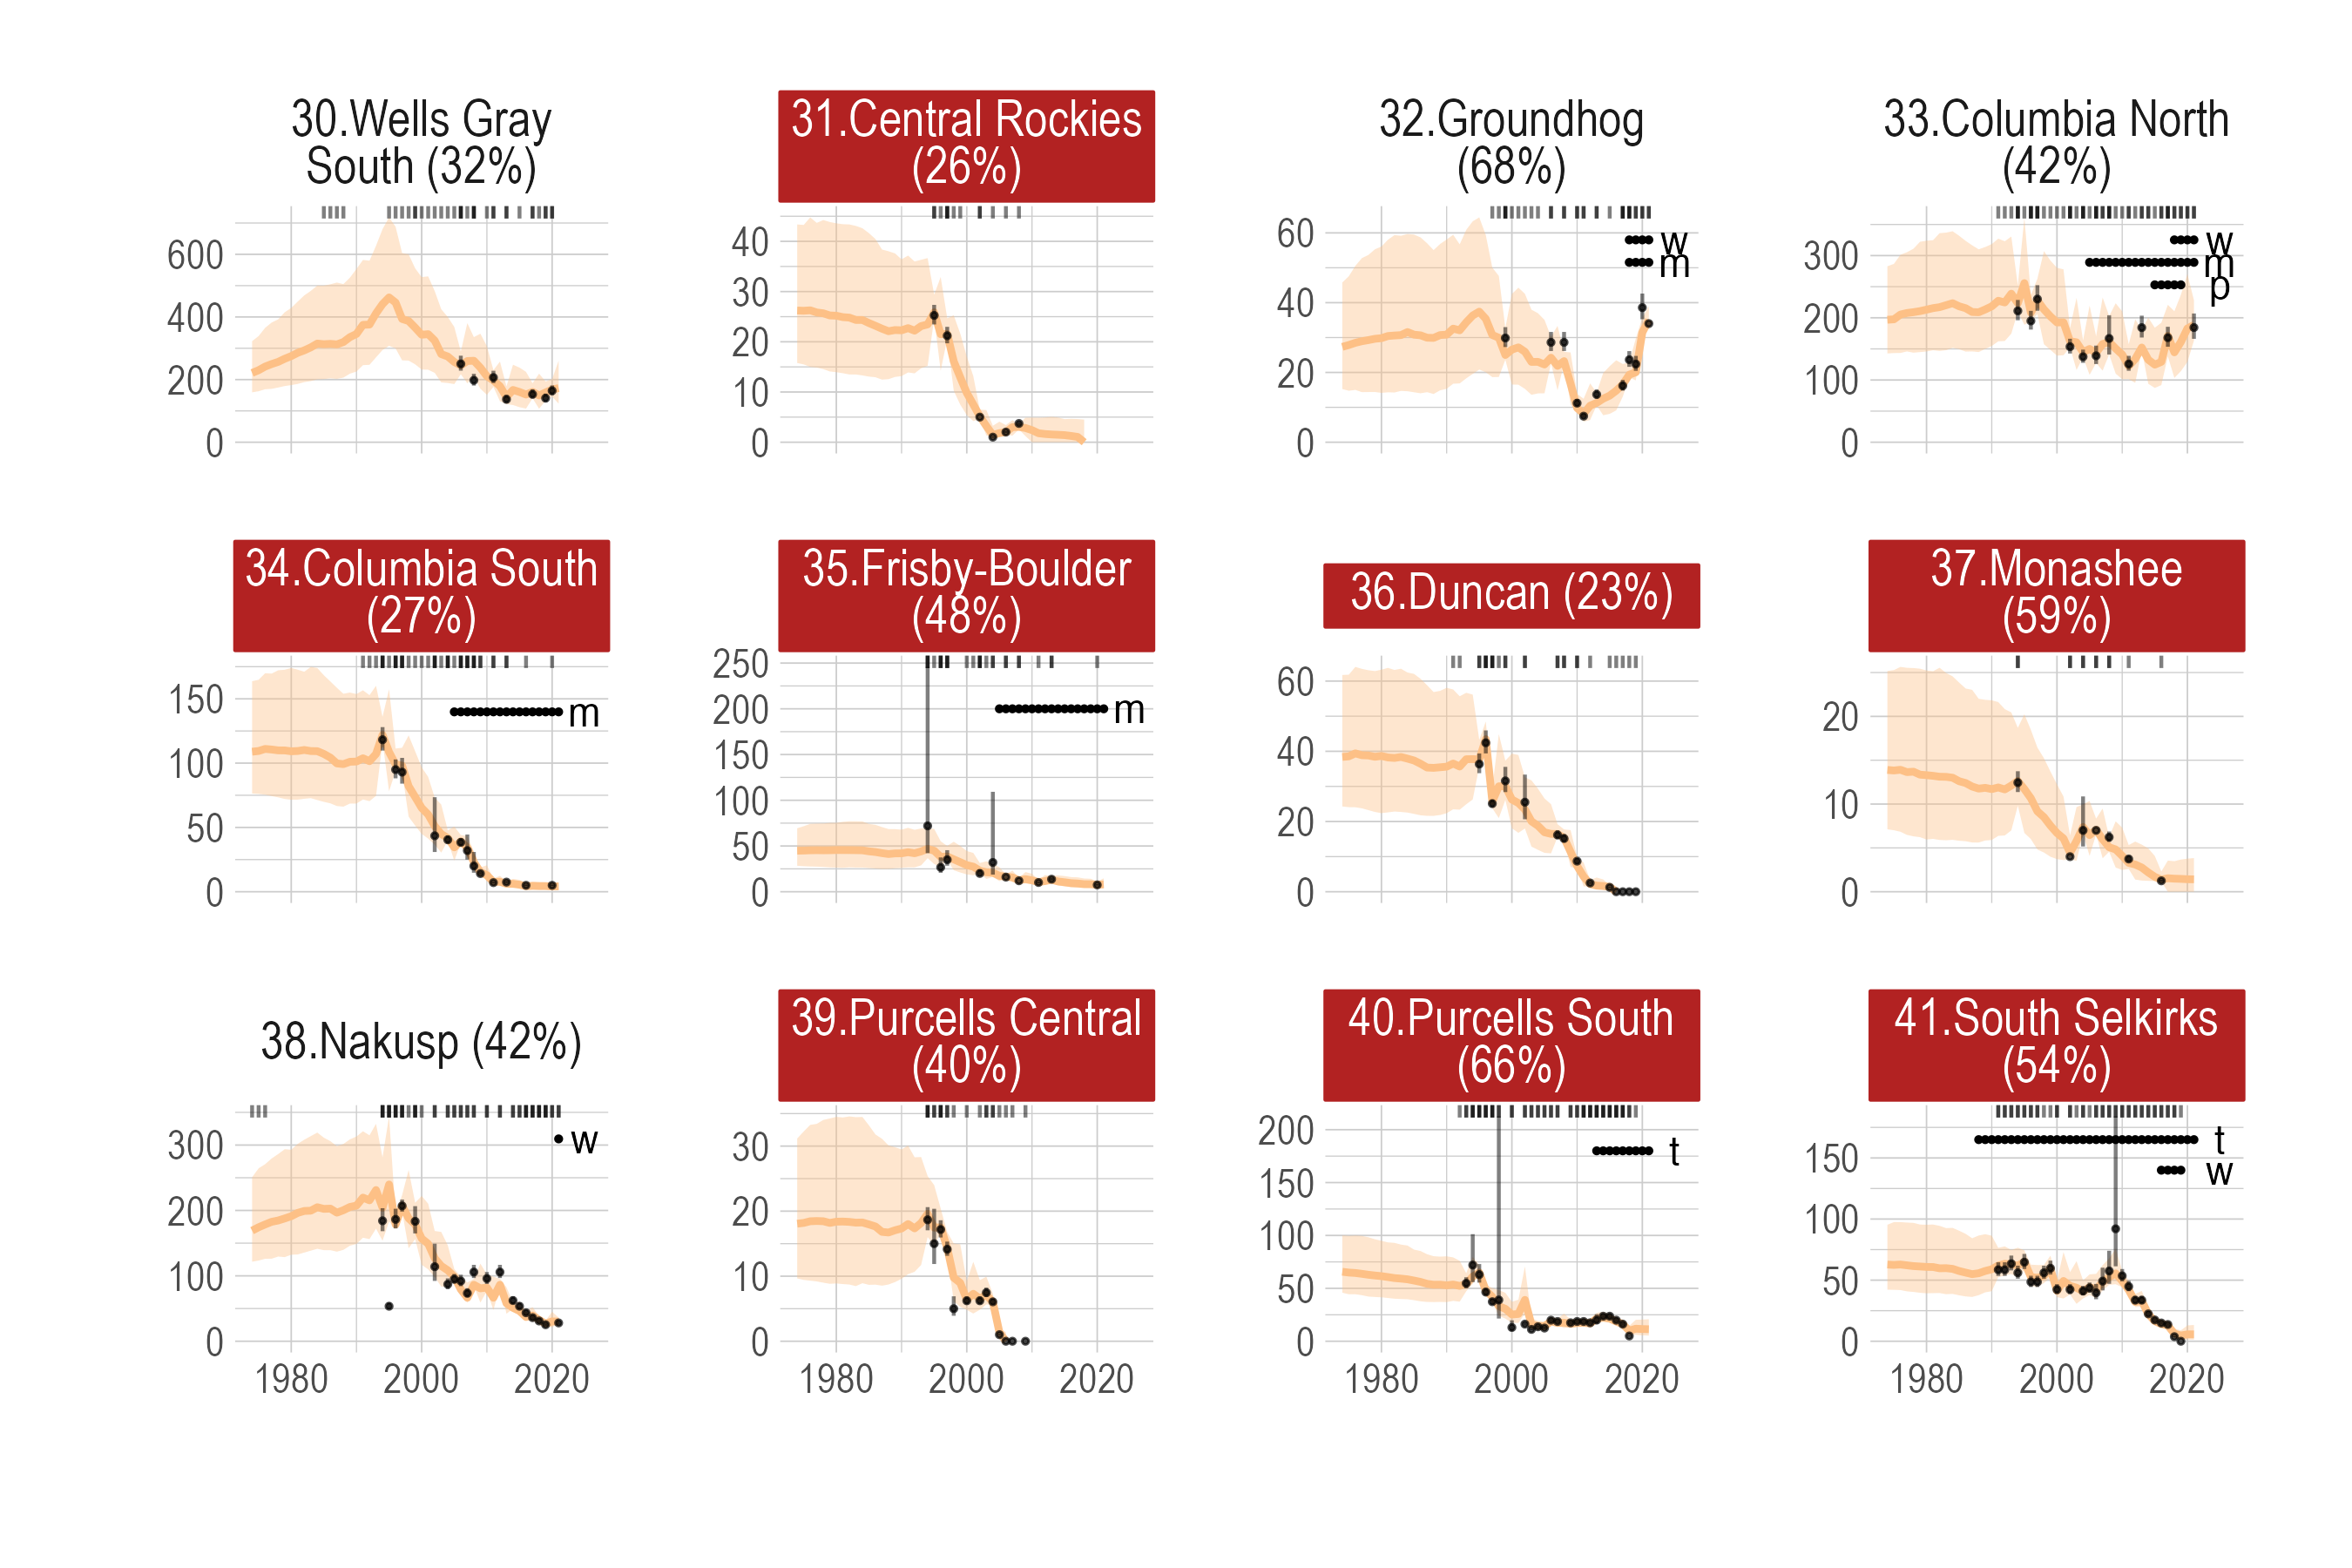 30.Wells Gray
South (32%)
31.Central Rockies
(26%)
32.Groundhog
(68%)
33.Columbia North
(42%)
600
400
200
0
40
30
20
10
0
60
40
20
0
w
m
300
200
100
0
w
m
p
34.Columbia South
(27%)
35.Frisby-Boulder
(48%)
36.Duncan (23%)
37.Monashee
(59%)
150
100
50
0
m
250
200
150
100
50
0
m
60
40
20
0
20
10
0
38.Nakusp (42%)
39.Purcells Central
(40%)
40.Purcells South
(66%)
41.South Selkirks
(54%)
300
200
100
0
w
30
20
10
0
200
150
100
50
0
t
150
100
50
0
t
w
1980 2000 2020
1980 2000 2020
1980 2000 2020
1980 2000 2020